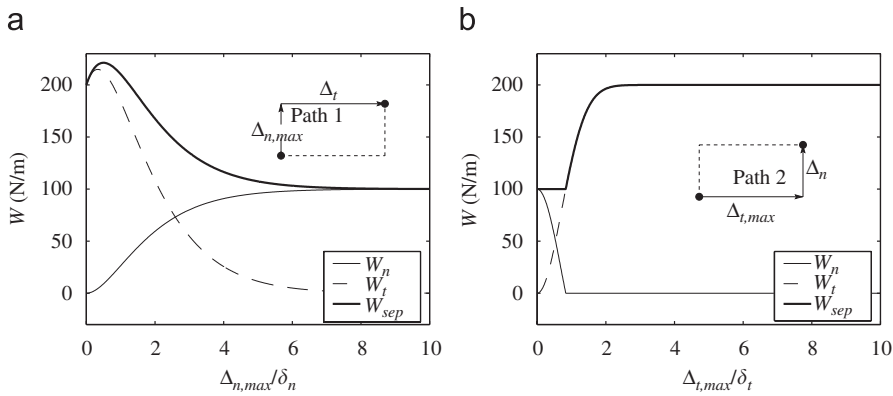 a
200
150
100
50
0
W (N/m)
Δt
Path 1
Δn,max
Wn
Wt
Wsep
0 2 4 6 8 10
Δn,max/δn
b
200
150
100
50
0
W (N/m)
Path 2
Δn
Δt,max
Wn
Wt
Wsep
0 2 4 6 8 10
Δt,max/δt